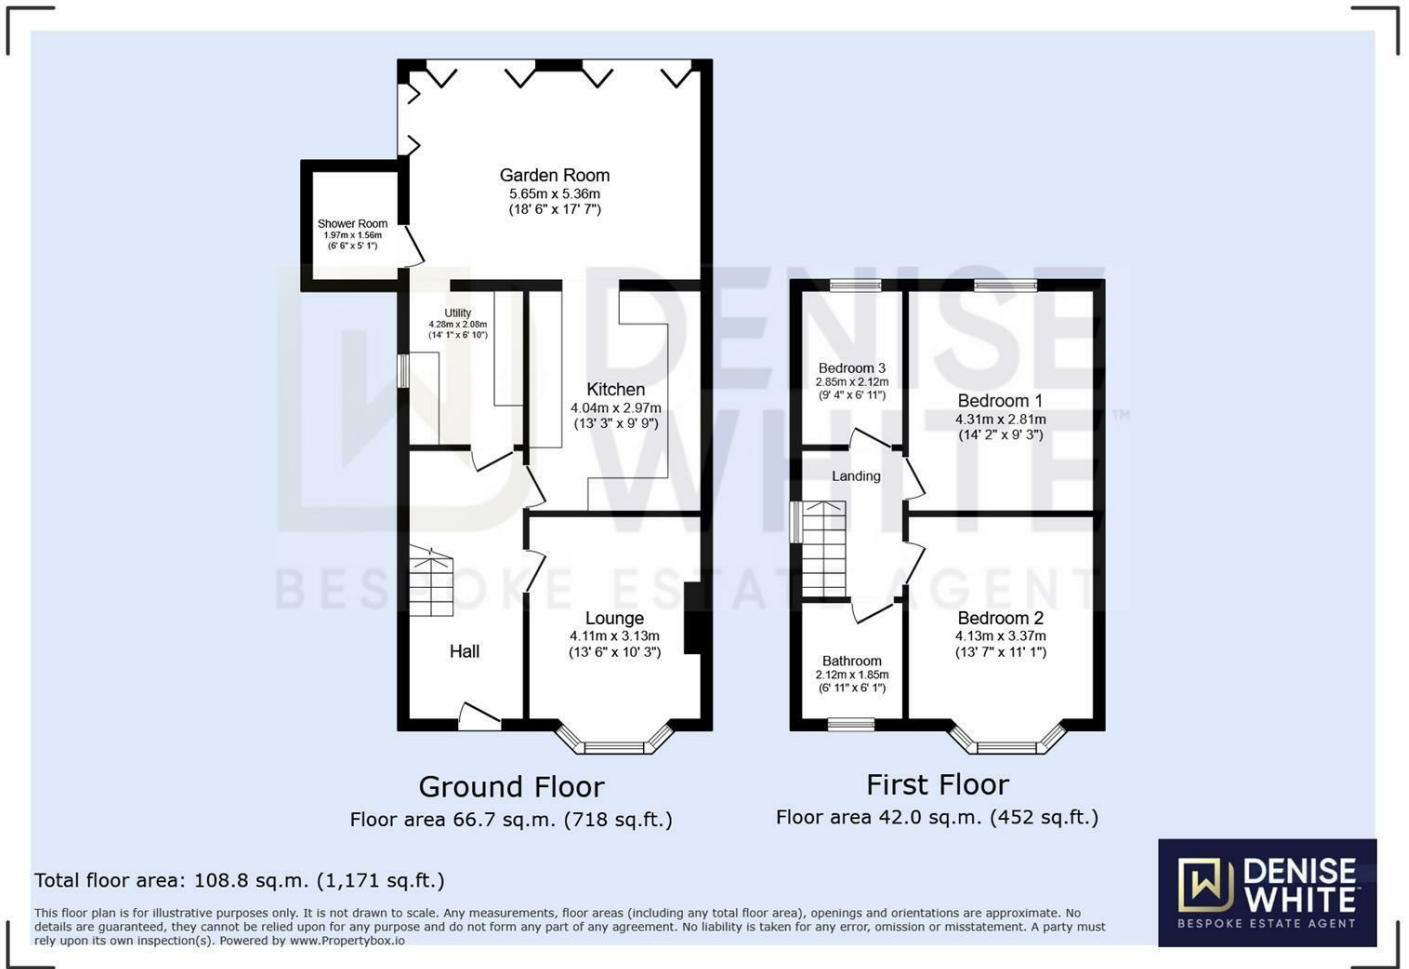 Garden Room
5.65m x 5.36m
(18' 6" x 17' 7")
Shower Room
1.97m x 1.56m
(6' 6" x 5' 1")
Utility
4.28m x 2.08m
(14' 1" x 6' 10")
Kitchen
4.04m x 2.97m
(13' 3" x 9' 9")
Lounge
4.11m x 3.13m
(13' 6" x 10' 3")
Hall
Bedroom 3
2.85m x 2.12m
(9' 4" x 6' 11")
Bedroom 1
4.31m x 2.81m
(14' 2" x 9' 3")
Landing
Bedroom 2
4.13m x 3.37m
(13' 7" x 11' 1")
Bathroom
2.12m x 1.85m
(6' 11" x 6' 1")
DENISE
WHITE™
BESPOKE ESTATE AGENT
Ground Floor
Floor area 66.7 sq.m. (718 sq.ft.)
First Floor
Floor area 42.0 sq.m. (452 sq.ft.)
Total floor area: 108.8 sq.m. (1,171 sq.ft.)
This floor plan is for illustrative purposes only. It is not drawn to scale. Any measurements, floor areas (including any total floor area), openings and orientations are approximate. No
details are guaranteed, they cannot be relied upon for any purpose and do not form any part of any agreement. No liability is taken for any error, omission or misstatement. A party must
rely upon its own inspection(s). Powered by www.Propertybox.io
DENISE
WHITE™
BESPOKE ESTATE AGENT